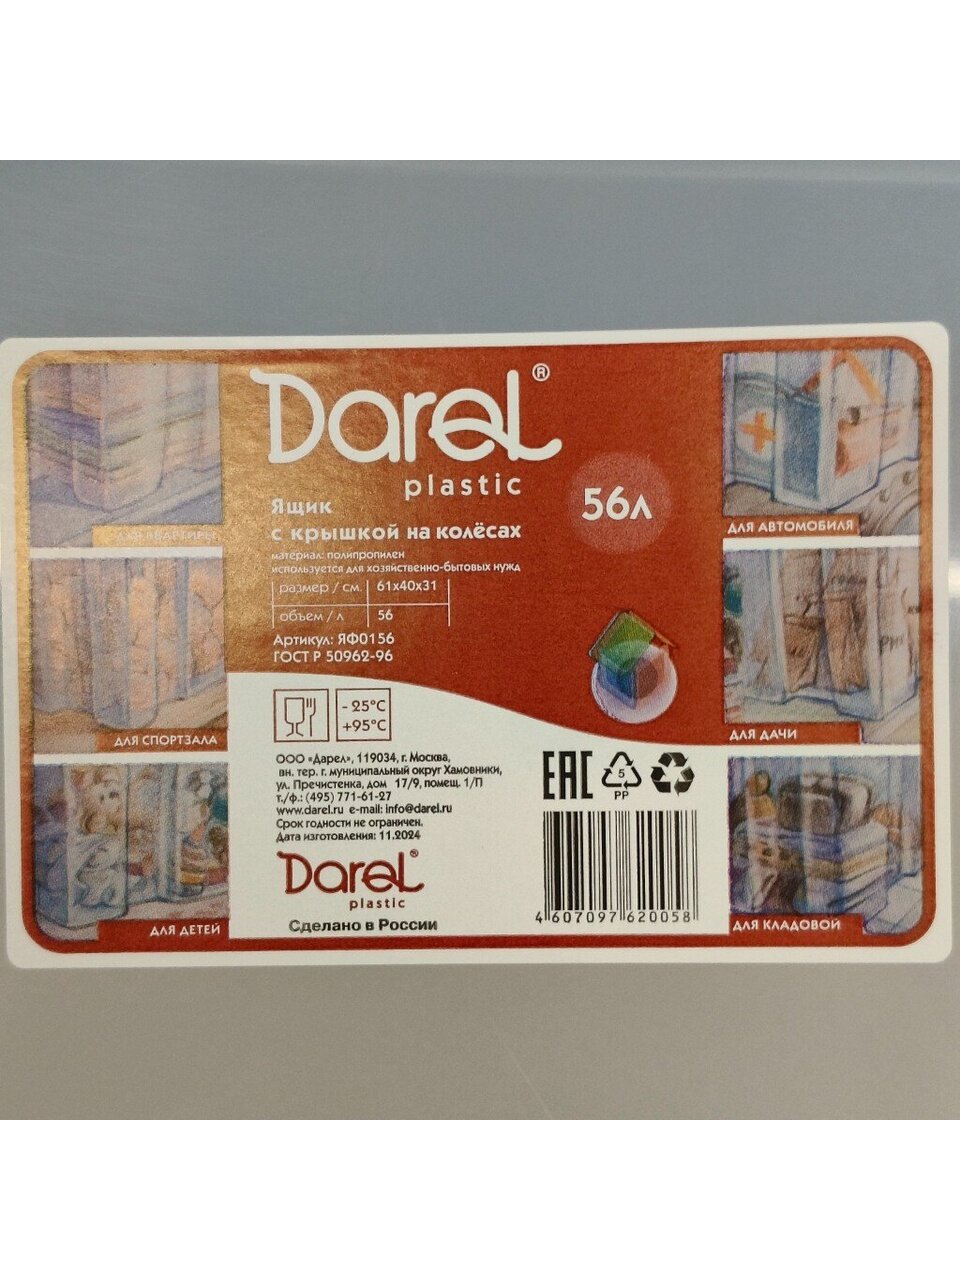 Darel®
plastic
Ящик
с крышкой на колёсах
56л
материал: полипропилен
используется для хозяйственно-бытовых нужд
размер / см. 61x40x31
объем / л 56
Артикул: ЯФ0156
ГОСТ Р 50962-96
ДЛЯ КВАРТИРЫ
ДЛЯ АВТОМОБИЛЯ
ДЛЯ СПОРТЗАЛА
ДЛЯ ДАЧИ
ДЛЯ ДЕТЕЙ
ДЛЯ КЛАДОВОЙ
- 25°C
+95°C
ООО «Дарел», 119034, г. Москва,
вн. тер. г. муниципальный округ Хамовники,
ул. Пречистенка, дом 17/9, помещ. 1/П
т./ф.: (495) 771-61-27
www.darel.ru e-mail: info@darel.ru
Срок годности не ограничен.
Дата изготовления: 11.2024
Darel®
plastic
Сделано в России
EAC
5
PP
4 607097 620058